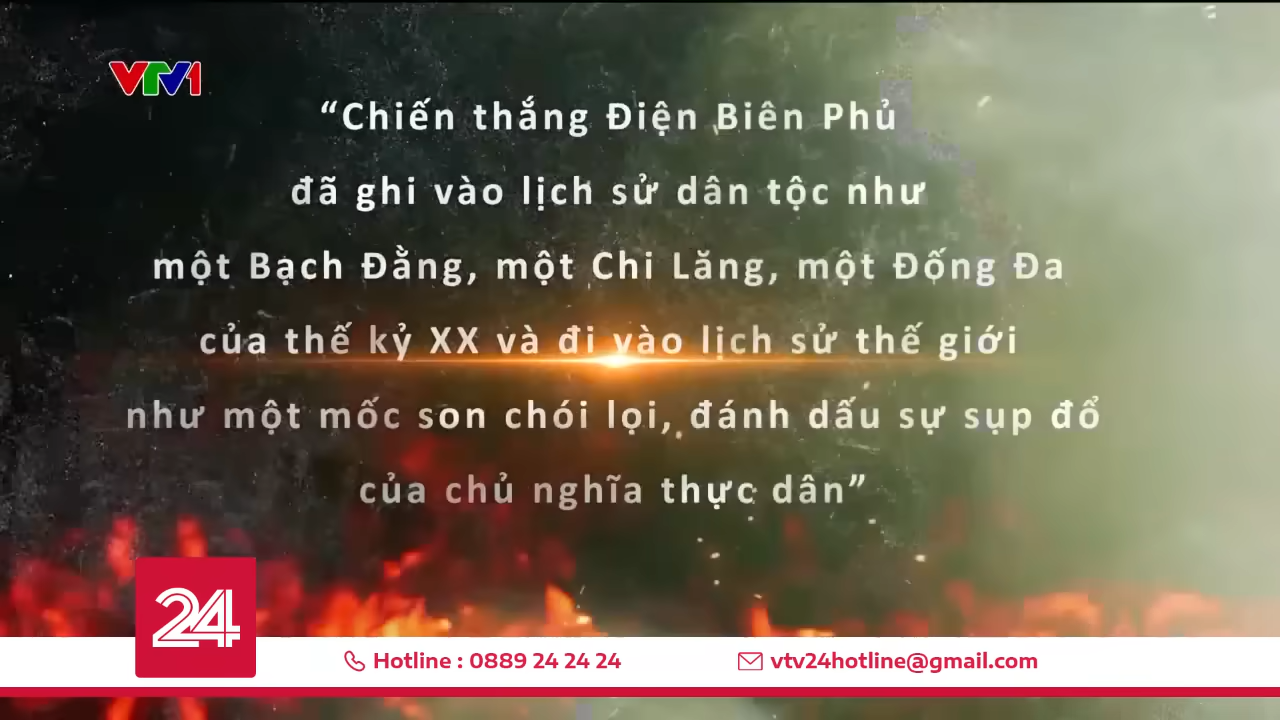 VTV1
“Chiến thắng Điện Biên Phủ
đã ghi vào lịch sử dân tộc như
một Bạch Đằng, một Chi Lăng, một Đống Đa
của thế kỷ XX và đi vào lịch sử thế giới
như một mốc son chói lọi, đánh dấu sự sụp đổ
của chủ nghĩa thực dân”
24
Hotline : 0889 24 24 24
vtv24hotline@gmail.com